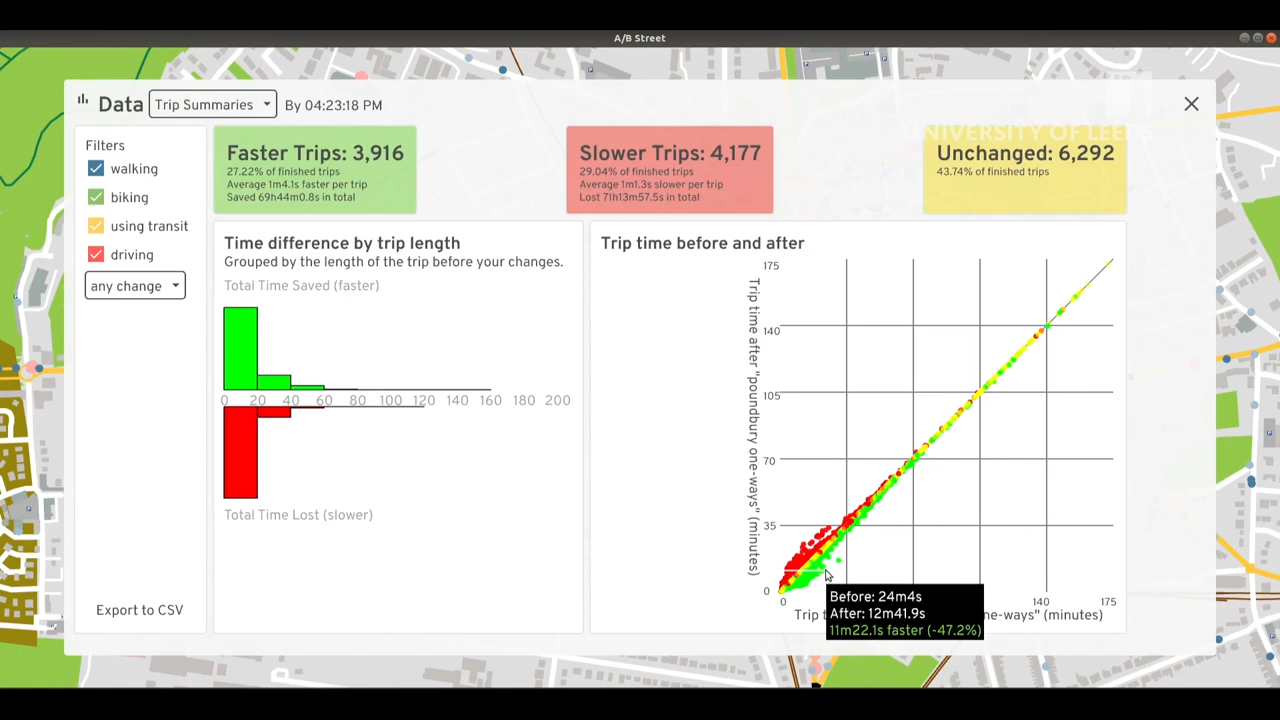 A/B Street
UNIVERSITY OF LEEDS
Data Trip Summaries By 04:23:18 PM
Filters
walking
biking
using transit
driving
any change
Export to CSV
Faster Trips: 3,916
27.22% of finished trips
Average 1m4.1s faster per trip
Saved 69h44m0.8s in total
Slower Trips: 4,177
29.04% of finished trips
Average 1m1.3s slower per trip
Lost 71h13m57.5s in total
Unchanged: 6,292
43.74% of finished trips
Time difference by trip length
Grouped by the length of the trip before your changes.
Total Time Saved (faster)
0 20 40 60 80 100 120 140 160 180 200
Total Time Lost (slower)
Trip time before and after
Trip time after "poundbury one-ways" (minutes)
175
140
105
70
35
0
0 140 175
Trip t ne-ways" (minutes)
Before: 24m4s
After: 12m41.9s
11m22.1s faster (-47.2%)